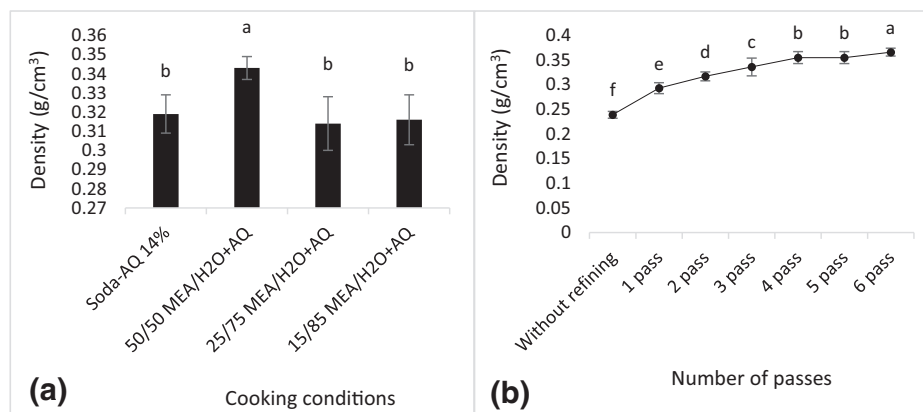 0.36
0.35
0.34
0.33
0.32
0.31
0.3
0.29
0.28
0.27
Density (g/cm³)
b
a
b
b
Soda-AQ 14%
50/50 MEA/H2O+AQ
25/75 MEA/H2O+AQ
15/85 MEA/H2O+AQ
(a)
Cooking conditions
0.4
0.35
0.3
0.25
0.2
0.15
0.1
0.05
0
Density (g/cm³)
f
e
d
c
b
b
a
Without refining
1 pass
2 pass
3 pass
4 pass
5 pass
6 pass
(b)
Number of passes